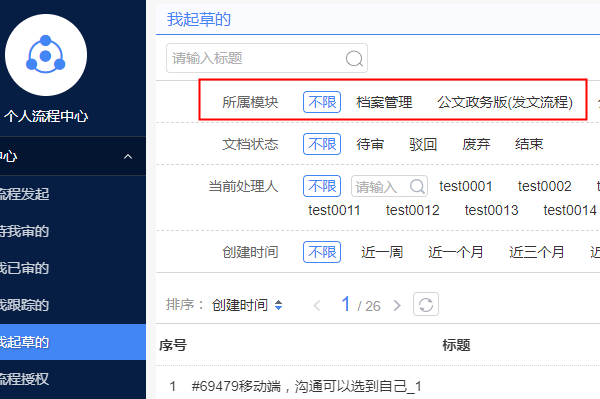 个人流程中心
中心
流程发起
待我审的
我已审的
我跟踪的
我起草的
流程授权
我起草的
请输入标题
所属模块 不限 档案管理 公文政务版(发文流程)
文档状态 不限 待审 驳回 废弃 结束
当前处理人 不限 请输入 test0001 test0002
test0011 test0012 test0013 test0014
创建时间 不限 近一周 近一个月 近三个月 近
排序： 创建时间 1 / 26
序号 标题
1 #69479移动端，沟通可以选到自己_1